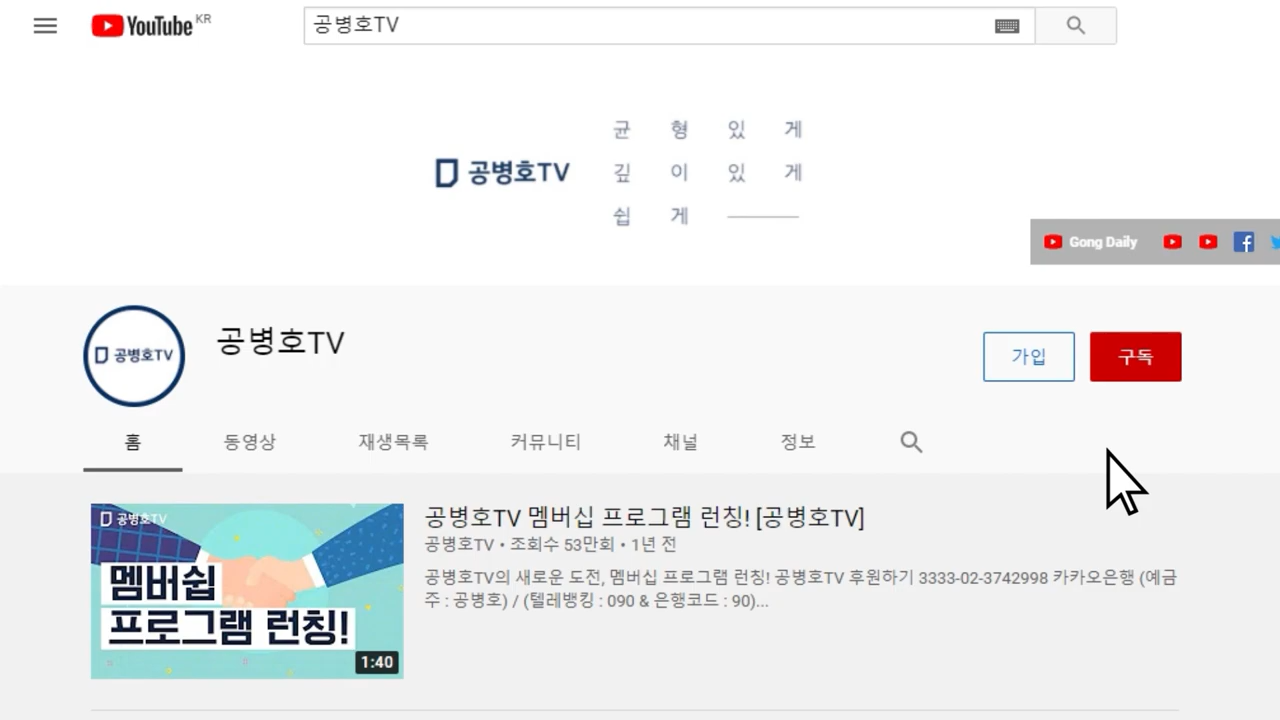 YouTube KR
공병호TV
균 형 있 게
공병호TV
깊 이 있 게
쉽 게
Gong Daily
공병호TV
공병호TV
가입
구독
홈
동영상
재생목록
커뮤니티
채널
정보
공병호TV
멤버쉽
프로그램 런칭!
1:40
공병호TV 멤버십 프로그램 런칭! [공병호TV]
공병호TV • 조회수 53만회 • 1년 전
공병호TV의 새로운 도전, 멤버십 프로그램 런칭! 공병호TV 후원하기 3333-02-3742998 카카오은행 (예금
주 : 공병호) / (텔레뱅킹 : 090 & 은행코드 : 90)...